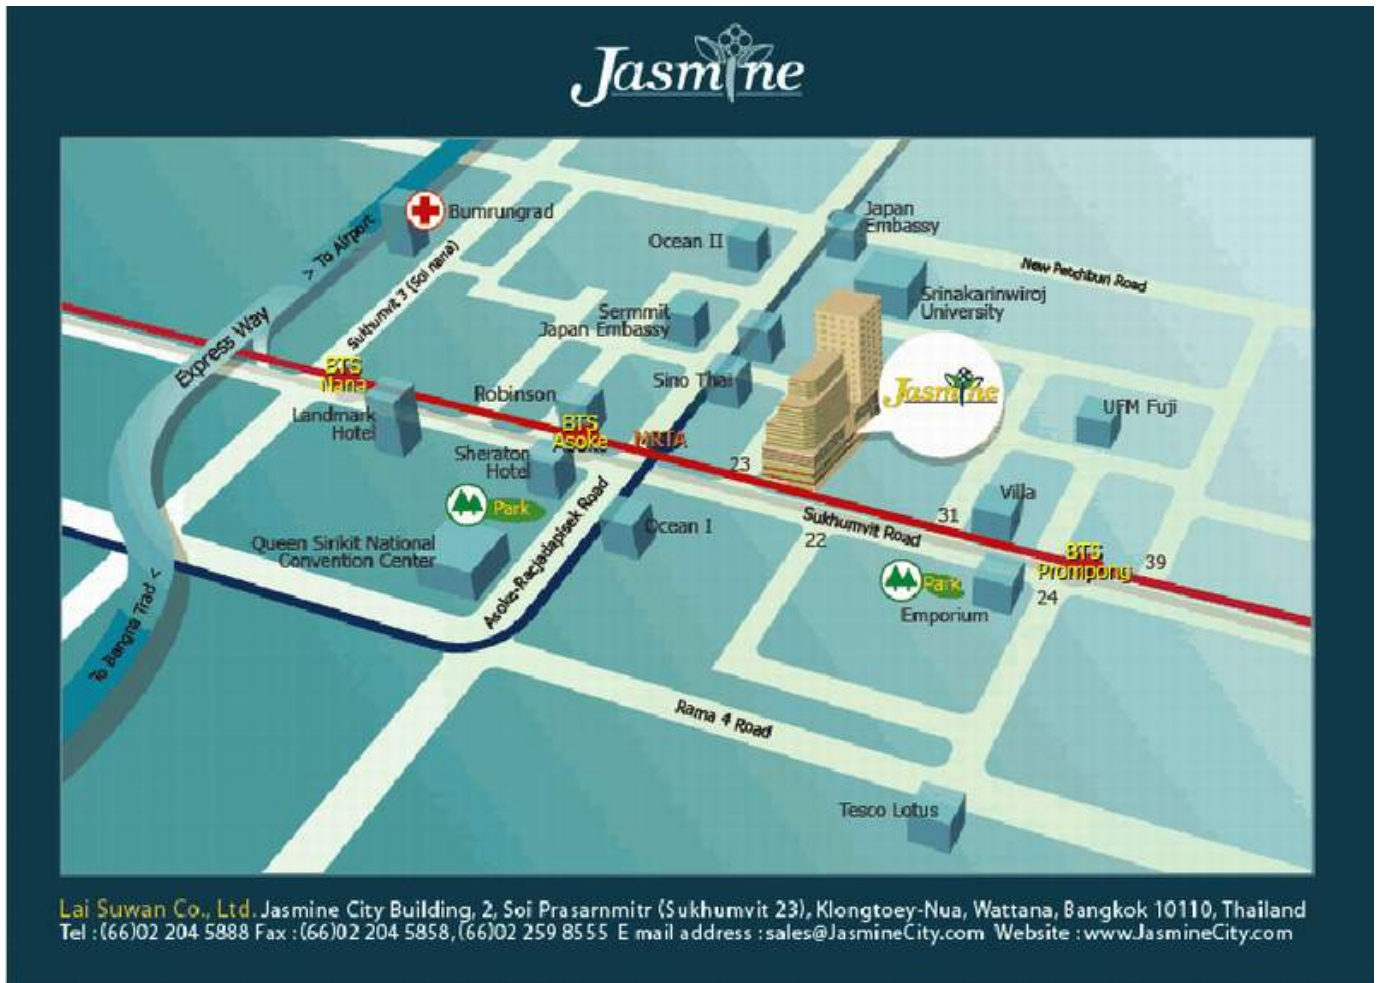 Jasmine
Bumrungrad
Japan
Embassy
Ocean II
> To Airport
Sukhumvit 3 (Soi nana)
New Petchburi Road
Srinakarinwiroj
University
Sermmit
Japan Embassy
Express Way
BTS
Nana
Sino Thai
Jasmine
Robinson
Landmark
Hotel
UFM Fuji
BTS
Asoke
MRTA
Sheraton
Hotel
23
Park
Villa
31
Sukhumvit Road
22
Ocean I
Asoke-Racjadapisek Road
Queen Sirikit National
Convention Center
BTS
Prompong
39
Park
24
Emporium
To Bangna Trad <
Rama 4 Road
Tesco Lotus
Lai Suwan Co., Ltd. Jasmine City Building, 2, Soi Prasarnmitr (Sukhumvit 23), Klongtoey-Nua, Wattana, Bangkok 10110, Thailand
Tel :(66)02 204 5888 Fax :(66)02 204 5858, (66)02 259 8555 E mail address :sales@JasmineCity.com Website :www.JasmineCity.com